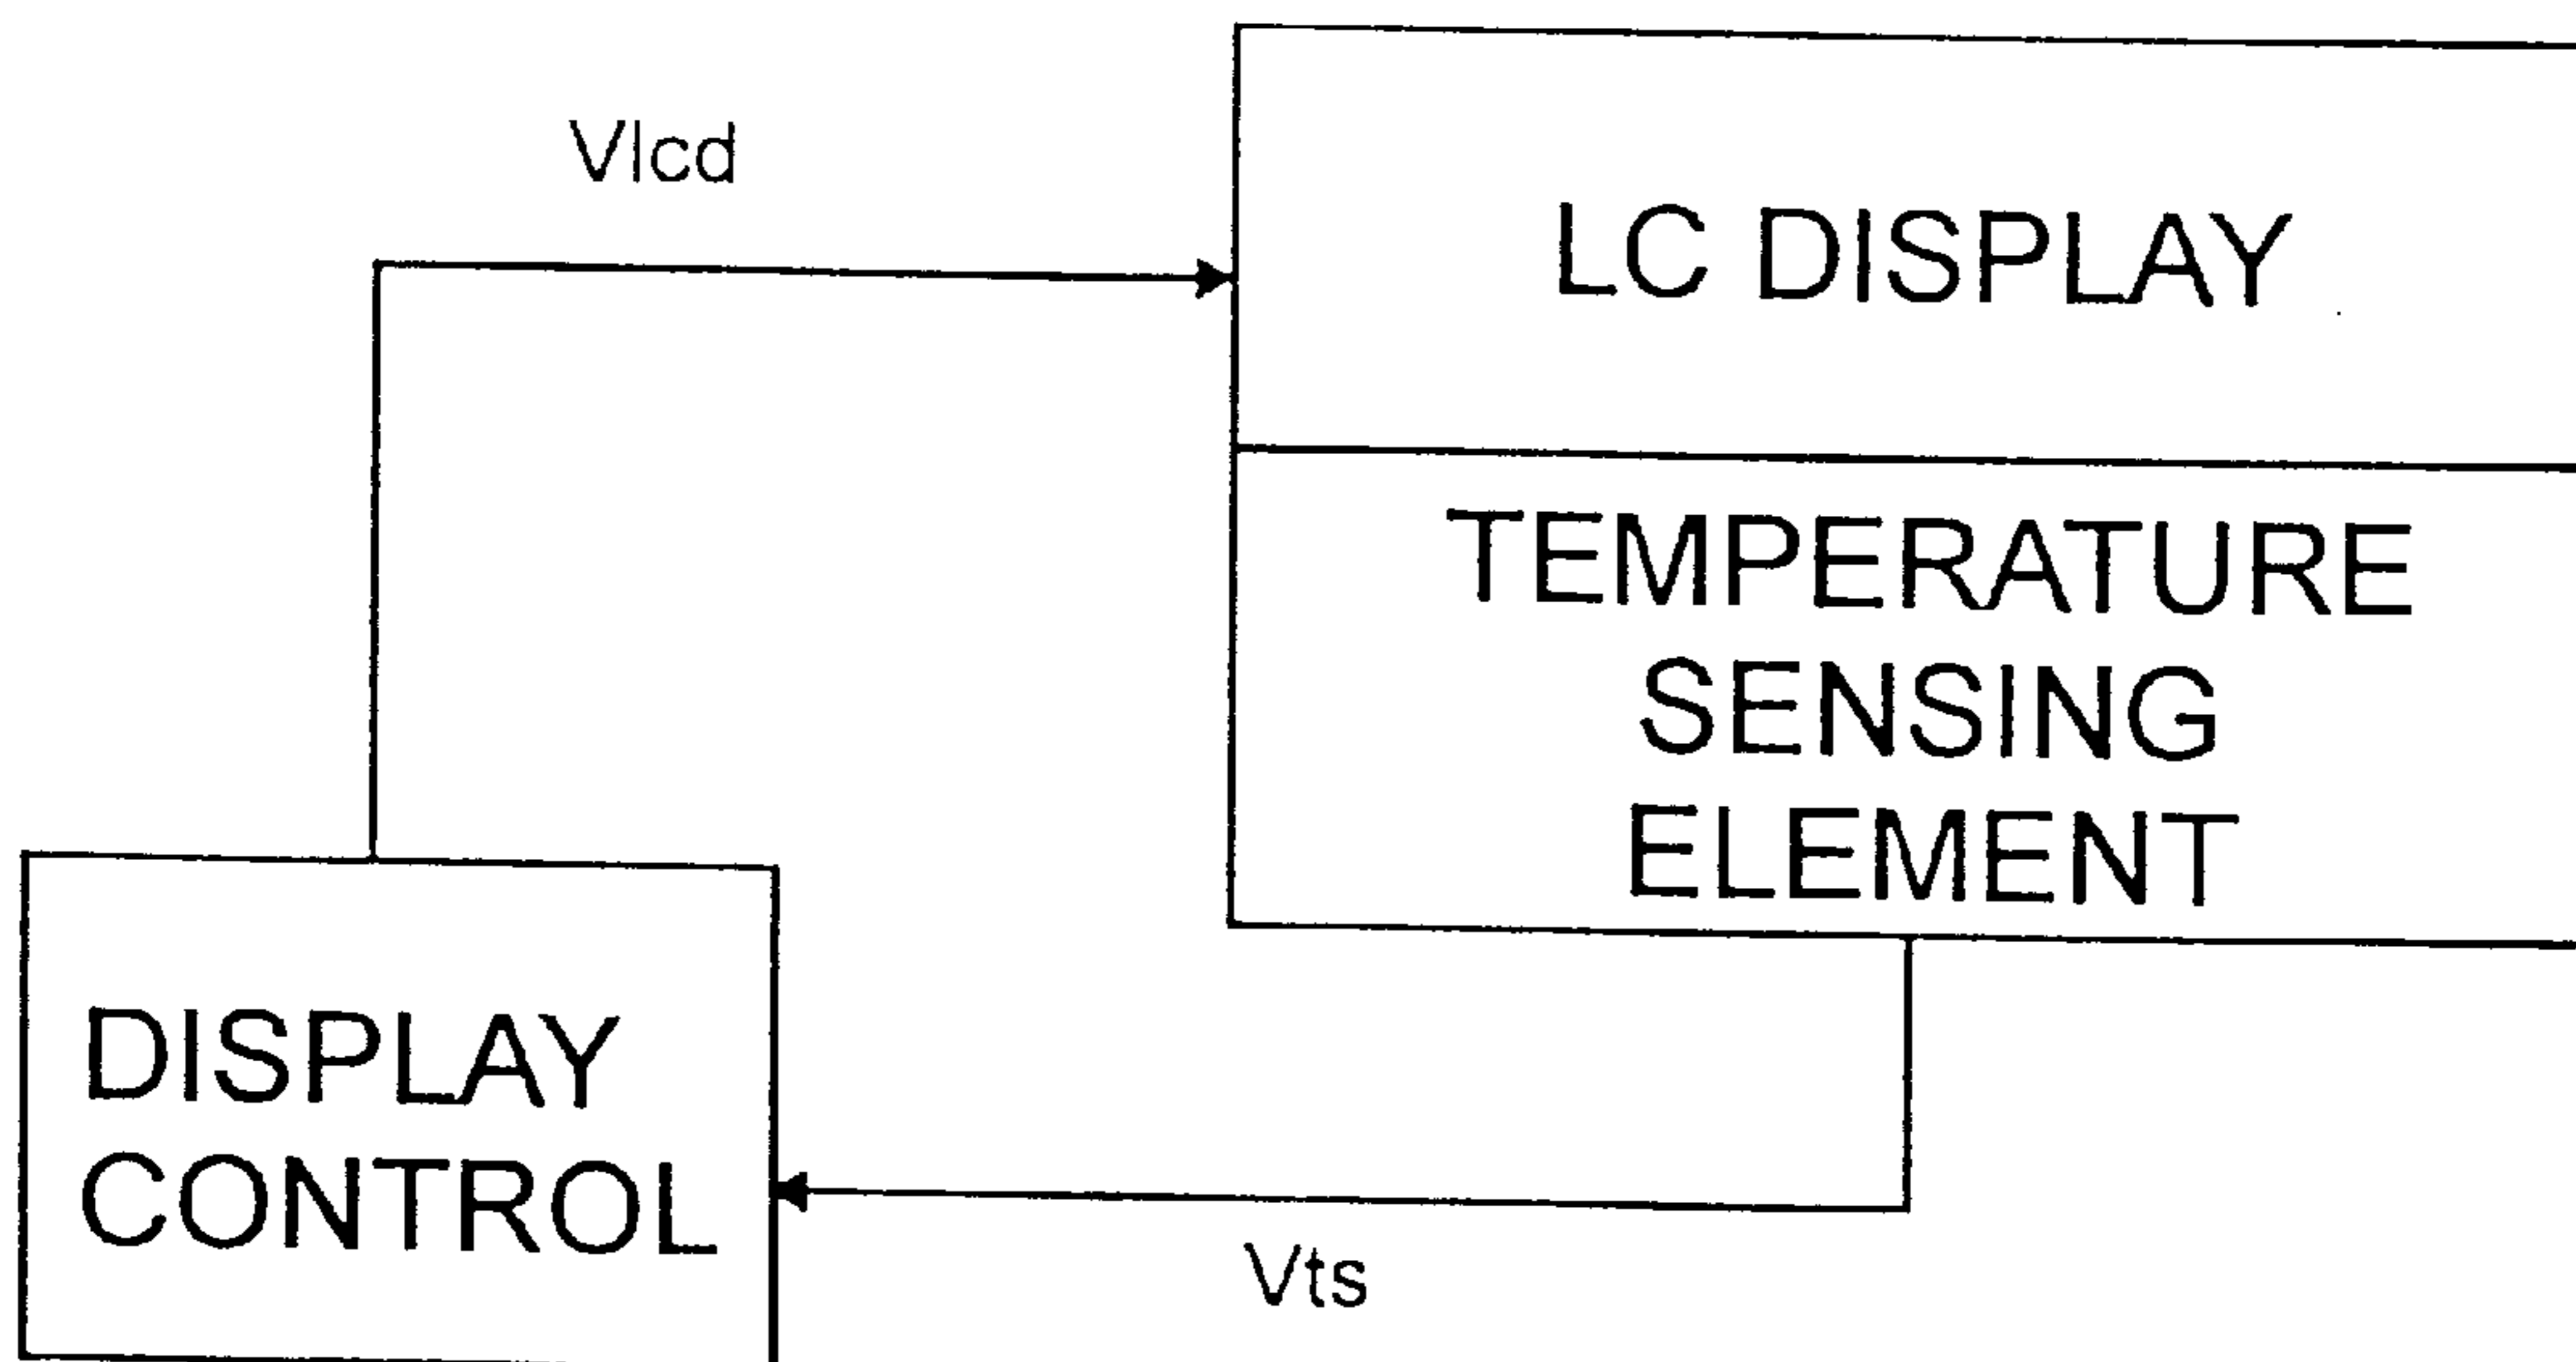 Vlcd
LC DISPLAY
TEMPERATURE
SENSING
ELEMENT
DISPLAY
CONTROL
Vts